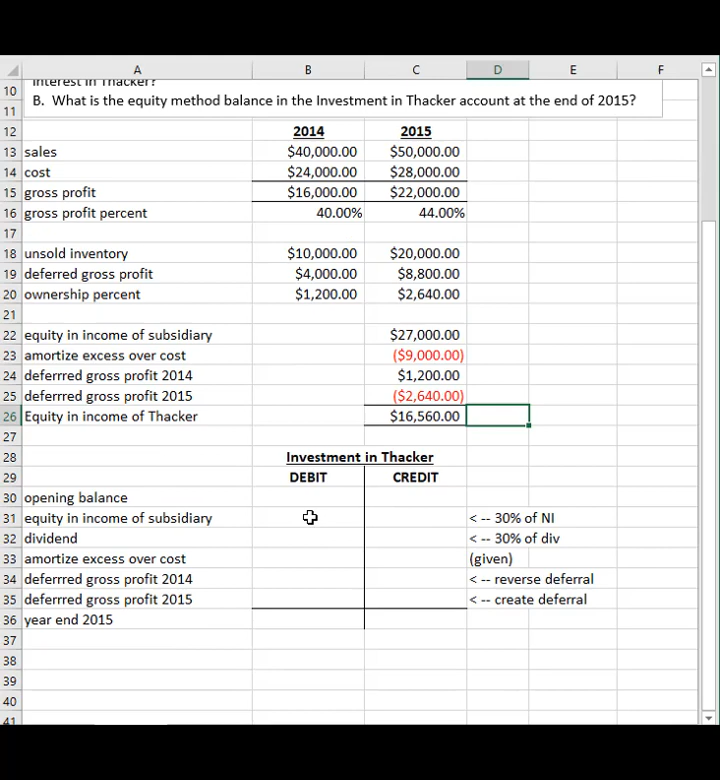 A B C D E F
10 interest in Thacker?
11 B. What is the equity method balance in the Investment in Thacker account at the end of 2015?
12 2014 2015
13 sales $40,000.00 $50,000.00
14 cost $24,000.00 $28,000.00
15 gross profit $16,000.00 $22,000.00
16 gross profit percent 40.00% 44.00%
17
18 unsold inventory $10,000.00 $20,000.00
19 deferred gross profit $4,000.00 $8,800.00
20 ownership percent $1,200.00 $2,640.00
21
22 equity in income of subsidiary $27,000.00
23 amortize excess over cost ($9,000.00)
24 deferrred gross profit 2014 $1,200.00
25 deferrred gross profit 2015 ($2,640.00)
26 Equity in income of Thacker $16,560.00
27
28 Investment in Thacker
29 DEBIT CREDIT
30 opening balance
31 equity in income of subsidiary < -- 30% of NI
32 dividend < -- 30% of div
33 amortize excess over cost (given)
34 deferrred gross profit 2014 < -- reverse deferral
35 deferrred gross profit 2015 < -- create deferral
36 year end 2015
37
38
39
40
41